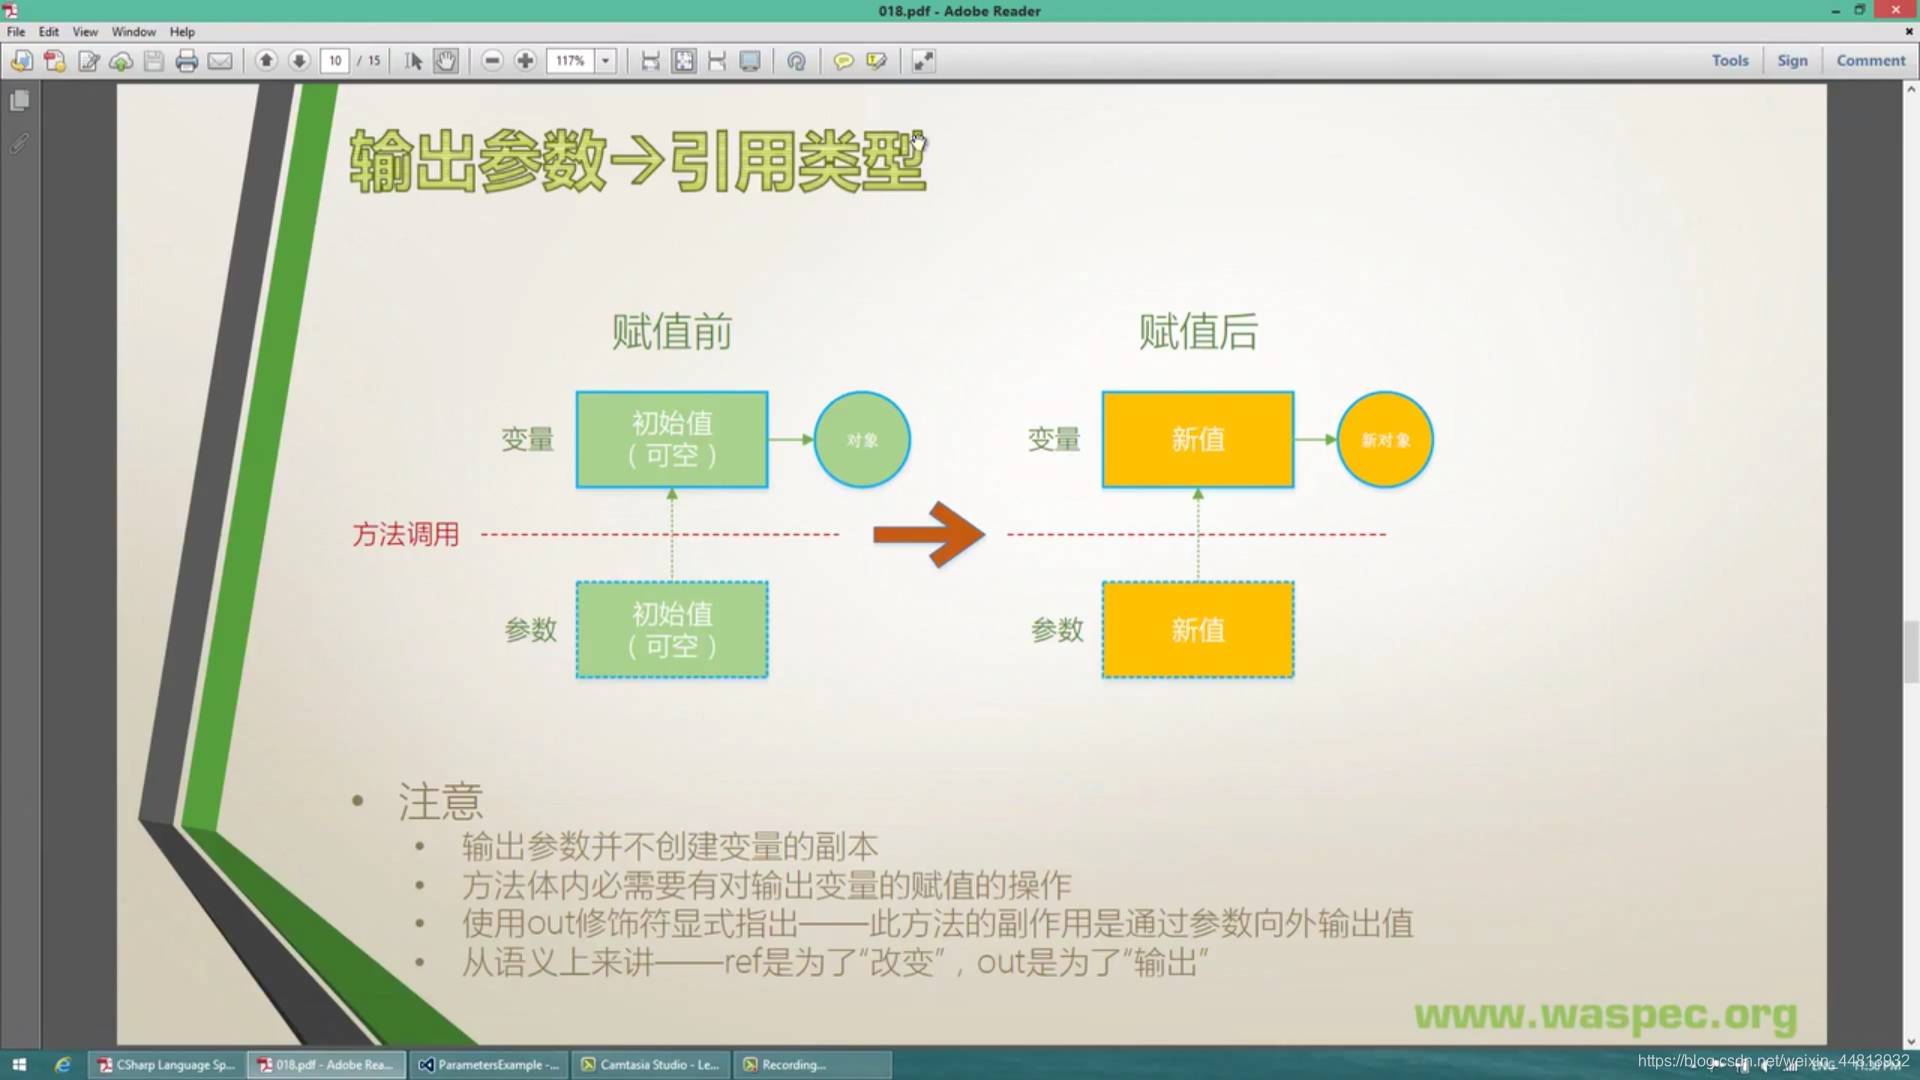 018.pdf - Adobe Reader
File Edit View Window Help
10 / 15 117% Tools Sign Comment
输出参数→引用类型
赋值前 赋值后
变量 初始值（可空） 对象 变量 新值 新对象
方法调用
参数 初始值（可空） 参数 新值
• 注意
• 输出参数并不创建变量的副本
• 方法体内必需要有对输出变量的赋值的操作
• 使用out修饰符显式指出——此方法的副作用是通过参数向外输出值
• 从语义上来讲——ref是为了“改变”，out是为了“输出”
www.waspec.org
CSharp Language Sp... 018.pdf - Adobe Rea... ParametersExample -... Camtasia Studio - Le... Recording...
https://blog.csdn.net/weixin_44813932